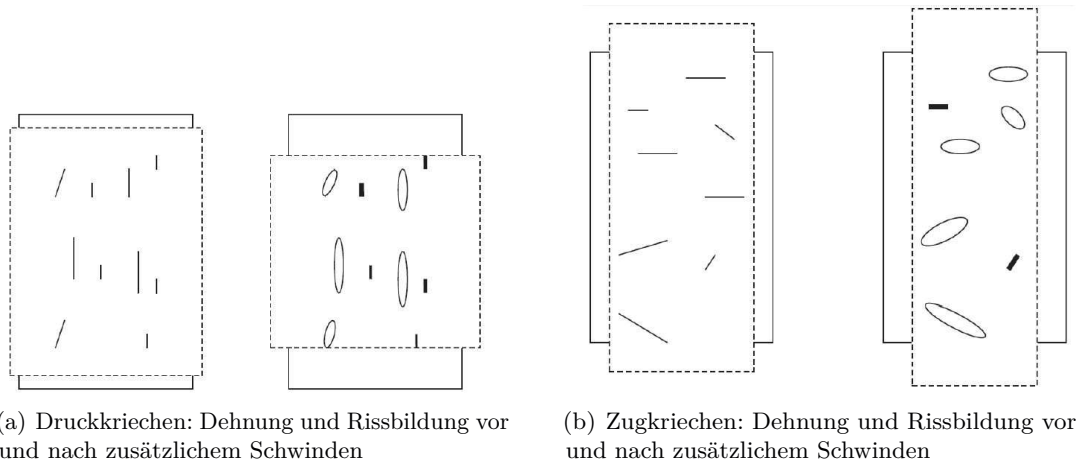 a) Druckkriechen: Dehnung und Rissbildung vor
und nach zusätzlichem Schwinden
(b) Zugkriechen: Dehnung und Rissbildung vor
und nach zusätzlichem Schwinden